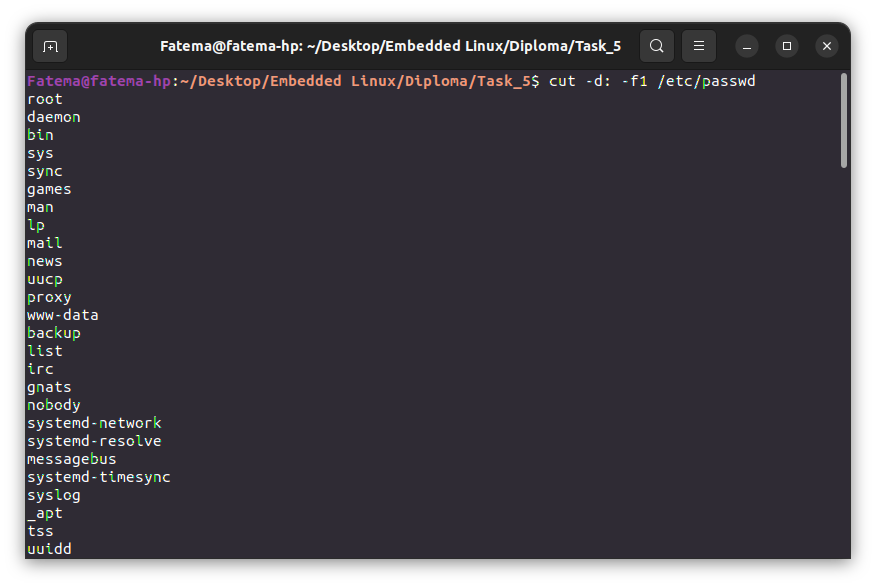 Fatema@fatema-hp: ~/Desktop/Embedded Linux/Diploma/Task_5
Fatema@fatema-hp:~/Desktop/Embedded Linux/Diploma/Task_5$ cut -d: -f1 /etc/passwd
root
daemon
bin
sys
sync
games
man
lp
mail
news
uucp
proxy
www-data
backup
list
irc
gnats
nobody
systemd-network
systemd-resolve
messagebus
systemd-timesync
syslog
_apt
tss
uuidd